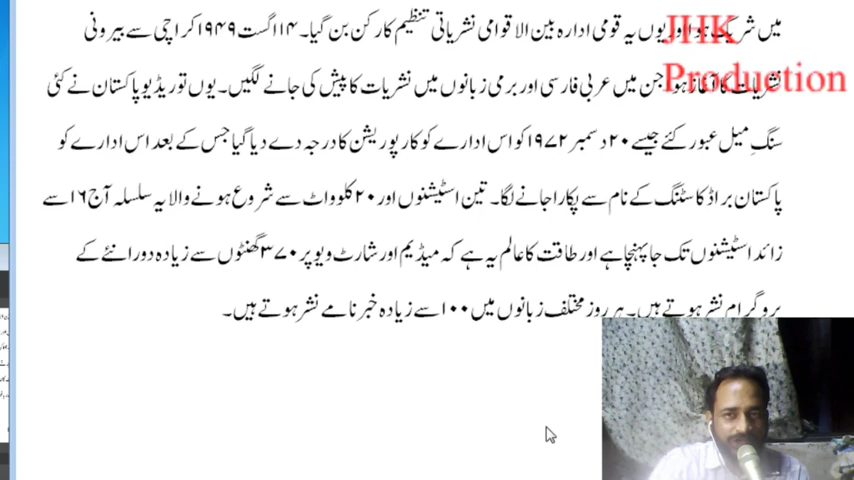 میں شریک ہوا اور یوں یہ قومی ادارہ بین الاقوامی نشریاتی تنظیم کا رکن بن گیا۔ ۱۴ اگست ۱۹۴۹ کراچی سے بیرونی
JHK
نشریات کا آغاز ہوا جن میں عربی فارسی اور برمی زبانوں میں نشریات کا پیش کی جانے لگیں۔ یوں تو ریڈیو پاکستان نے کئی
Production
سنگِ میل عبور کئے جیسے ۲۰ دسمبر ۱۹۷۲ کو اس ادارے کو کارپوریشن کا درجہ دے دیا گیا جس کے بعد اس ادارے کو
پاکستان براڈ کاسٹنگ کے نام سے پکارا جانے لگا۔ تین اسٹیشنوں اور ۲۰ کلوواٹ سے شروع ہونے والا یہ سلسلہ آج ۱۶ سے
زائد اسٹیشنوں تک جا پہنچا ہے اور طاقت کا عالم یہ ہے کہ میڈیم اور شارٹ ویو پر ۳۷۰ گھنٹوں سے زیادہ دورانئے کے
پروگرام نشر ہوتے ہیں۔ ہر روز مختلف زبانوں میں ۱۰۰ سے زیادہ خبرنامے نشر ہوتے ہیں۔